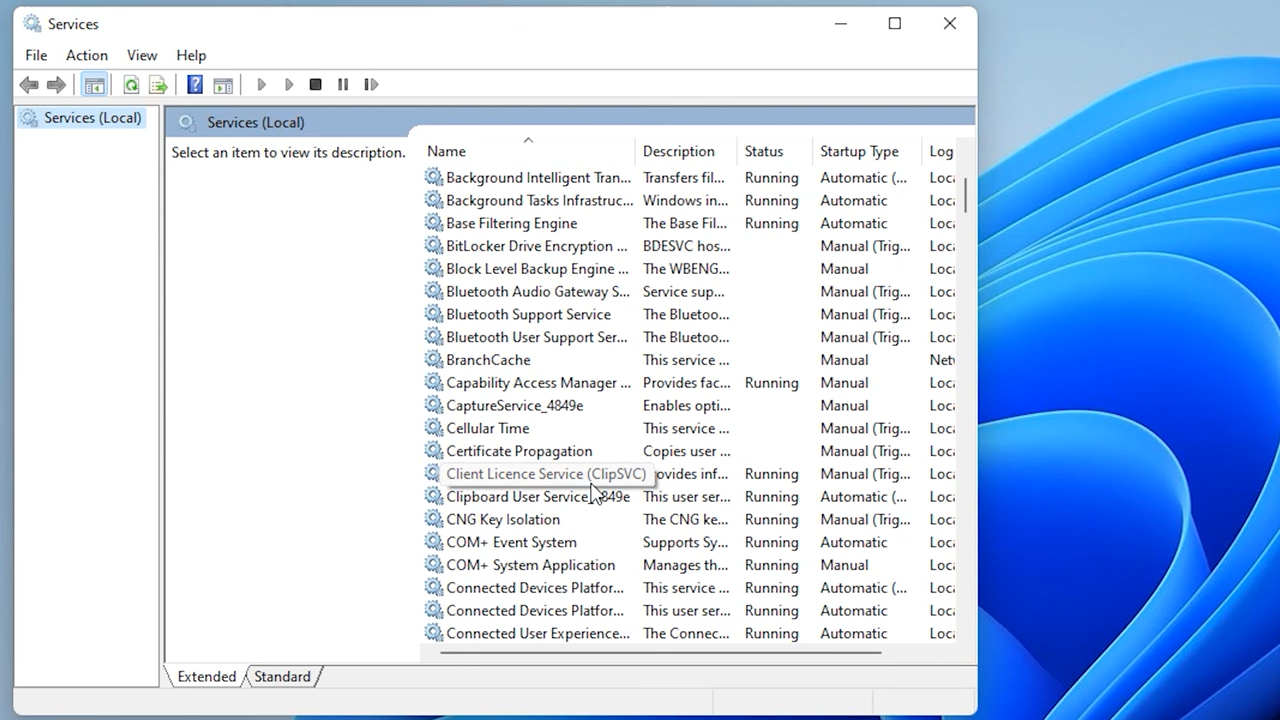 Services
File Action View Help
Services (Local)
Services (Local)
Select an item to view its description.
Name Description Status Startup Type Log
Background Intelligent Tran... Transfers fil... Running Automatic (... Loca
Background Tasks Infrastruc... Windows in... Running Automatic Loca
Base Filtering Engine The Base Fil... Running Automatic Loca
BitLocker Drive Encryption ... BDESVC hos... Manual (Trig... Loca
Block Level Backup Engine ... The WBENG... Manual Loca
Bluetooth Audio Gateway S... Service sup... Manual (Trig... Loca
Bluetooth Support Service The Bluetoo... Manual (Trig... Loca
Bluetooth User Support Ser... The Bluetoo... Manual (Trig... Loca
BranchCache This service ... Manual Netw
Capability Access Manager ... Provides fac... Running Manual Loca
CaptureService_4849e Enables opti... Manual Loca
Cellular Time This service ... Manual (Trig... Loca
Certificate Propagation Copies user ... Manual (Trig... Loca
Client Licence Service (ClipSVC) ovides inf... Running Manual (Trig... Loca
Clipboard User Service_4849e This user ser... Running Automatic Loca
CNG Key Isolation The CNG ke... Running Manual (Trig... Loca
COM+ Event System Supports Sy... Running Automatic Loca
COM+ System Application Manages th... Running Manual Loca
Connected Devices Platfor... This service ... Running Automatic (... Loca
Connected Devices Platfor... This user ser... Running Automatic Loca
Connected User Experience... The Connec... Running Automatic Loca
Extended Standard